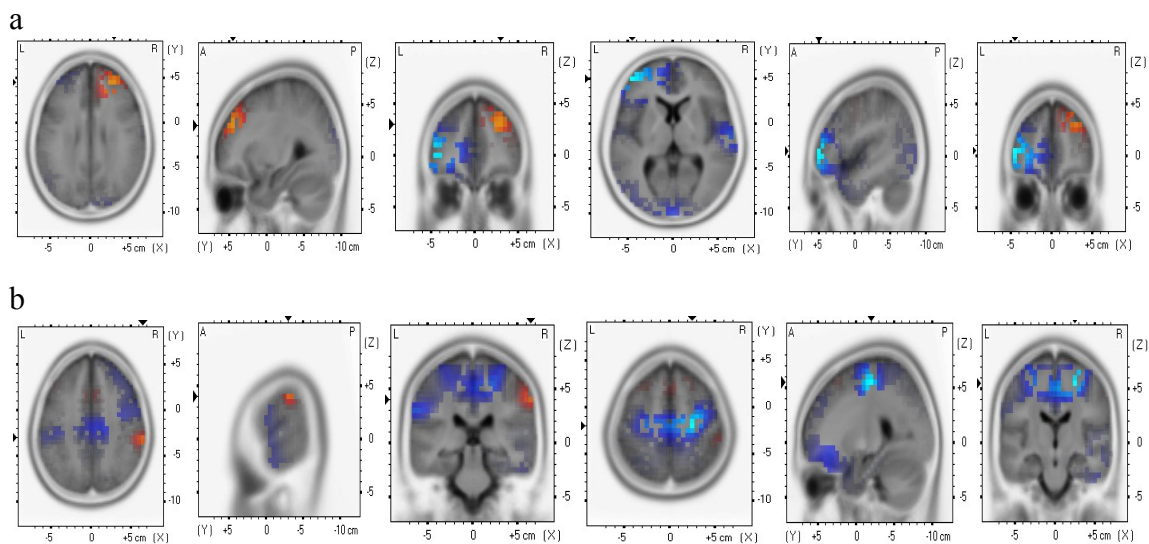 a
L R (Y) A P (Z) L R (Z) L R (Y) A P (Z) L R (Z)
+5 +5 +5 +5 +5 +5
0 0 0 0 0 0
-5 -5 -5 -5 -5 -5
-10 -10
-5 0 +5 cm (X) (Y) +5 0 -5 -10 cm -5 0 +5 cm (X) -5 0 +5 cm (X) (Y) +5 0 -5 -10 cm -5 0 +5 cm (X)
b
L R (Y) A P (Z) L R (Z) L R (Y) A P (Z) L R (Z)
+5 +5 +5 +5 +5 +5
0 0 0 0 0 0
-5 -5 -5 -5 -5 -5
-10 -10
-5 0 +5 cm (X) (Y) +5 0 -5 -10 cm -5 0 +5 cm (X) -5 0 +5 cm (X) (Y) +5 0 -5 -10 cm -5 0 +5 cm (X)